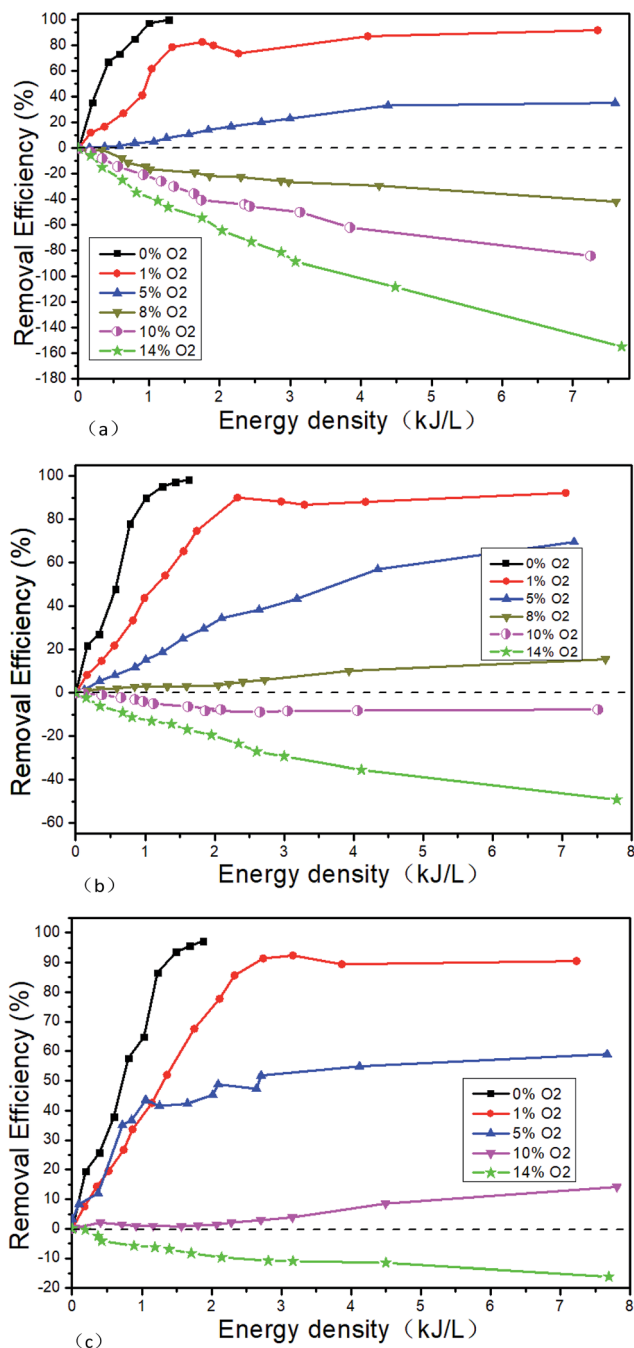 100
80
60
40
20
0
-20
-40
-60
-80
-100
-120
-140
-160
-180
Removal Efficiency (%)
0% O2
1% O2
5% O2
8% O2
10% O2
14% O2
0 1 2 3 4 5 6 7
Energy density（kJ/L）
（a）
100
80
60
40
20
0
-20
-40
-60
Removal Efficiency (%)
0% O2
1% O2
5% O2
8% O2
10% O2
14% O2
0 1 2 3 4 5 6 7 8
Energy density（kJ/L）
（b）
100
90
80
70
60
50
40
30
20
10
0
-10
-20
Removal Efficiency (%)
0% O2
1% O2
5% O2
10% O2
14% O2
0 1 2 3 4 5 6 7 8
Energy density（kJ/L）
（c）